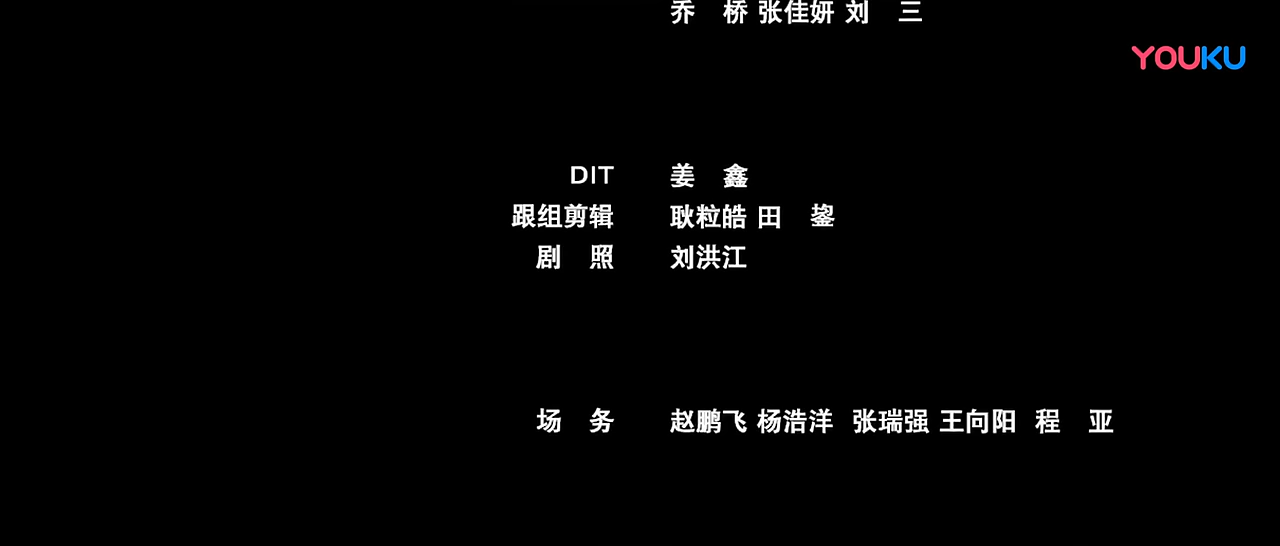 乔 桥 张佳妍 刘 三
YOUKU
DIT 姜 鑫
跟组剪辑 耿粒皓 田 鋆
剧 照 刘洪江
场 务 赵鹏飞 杨浩洋 张瑞强 王向阳 程 亚